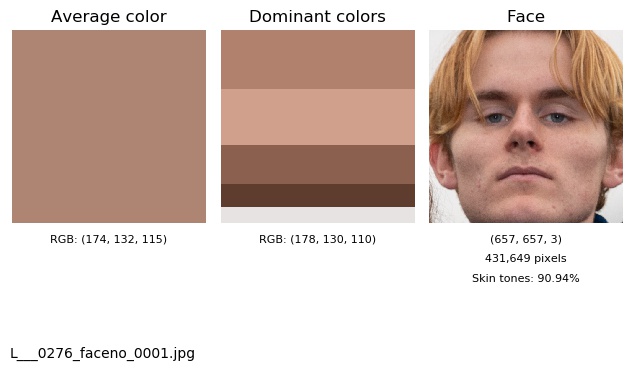 Average color
Dominant colors
Face
RGB: (174, 132, 115)
RGB: (178, 130, 110)
(657, 657, 3)
431,649 pixels
Skin tones: 90.94%
L___0276_faceno_0001.jpg